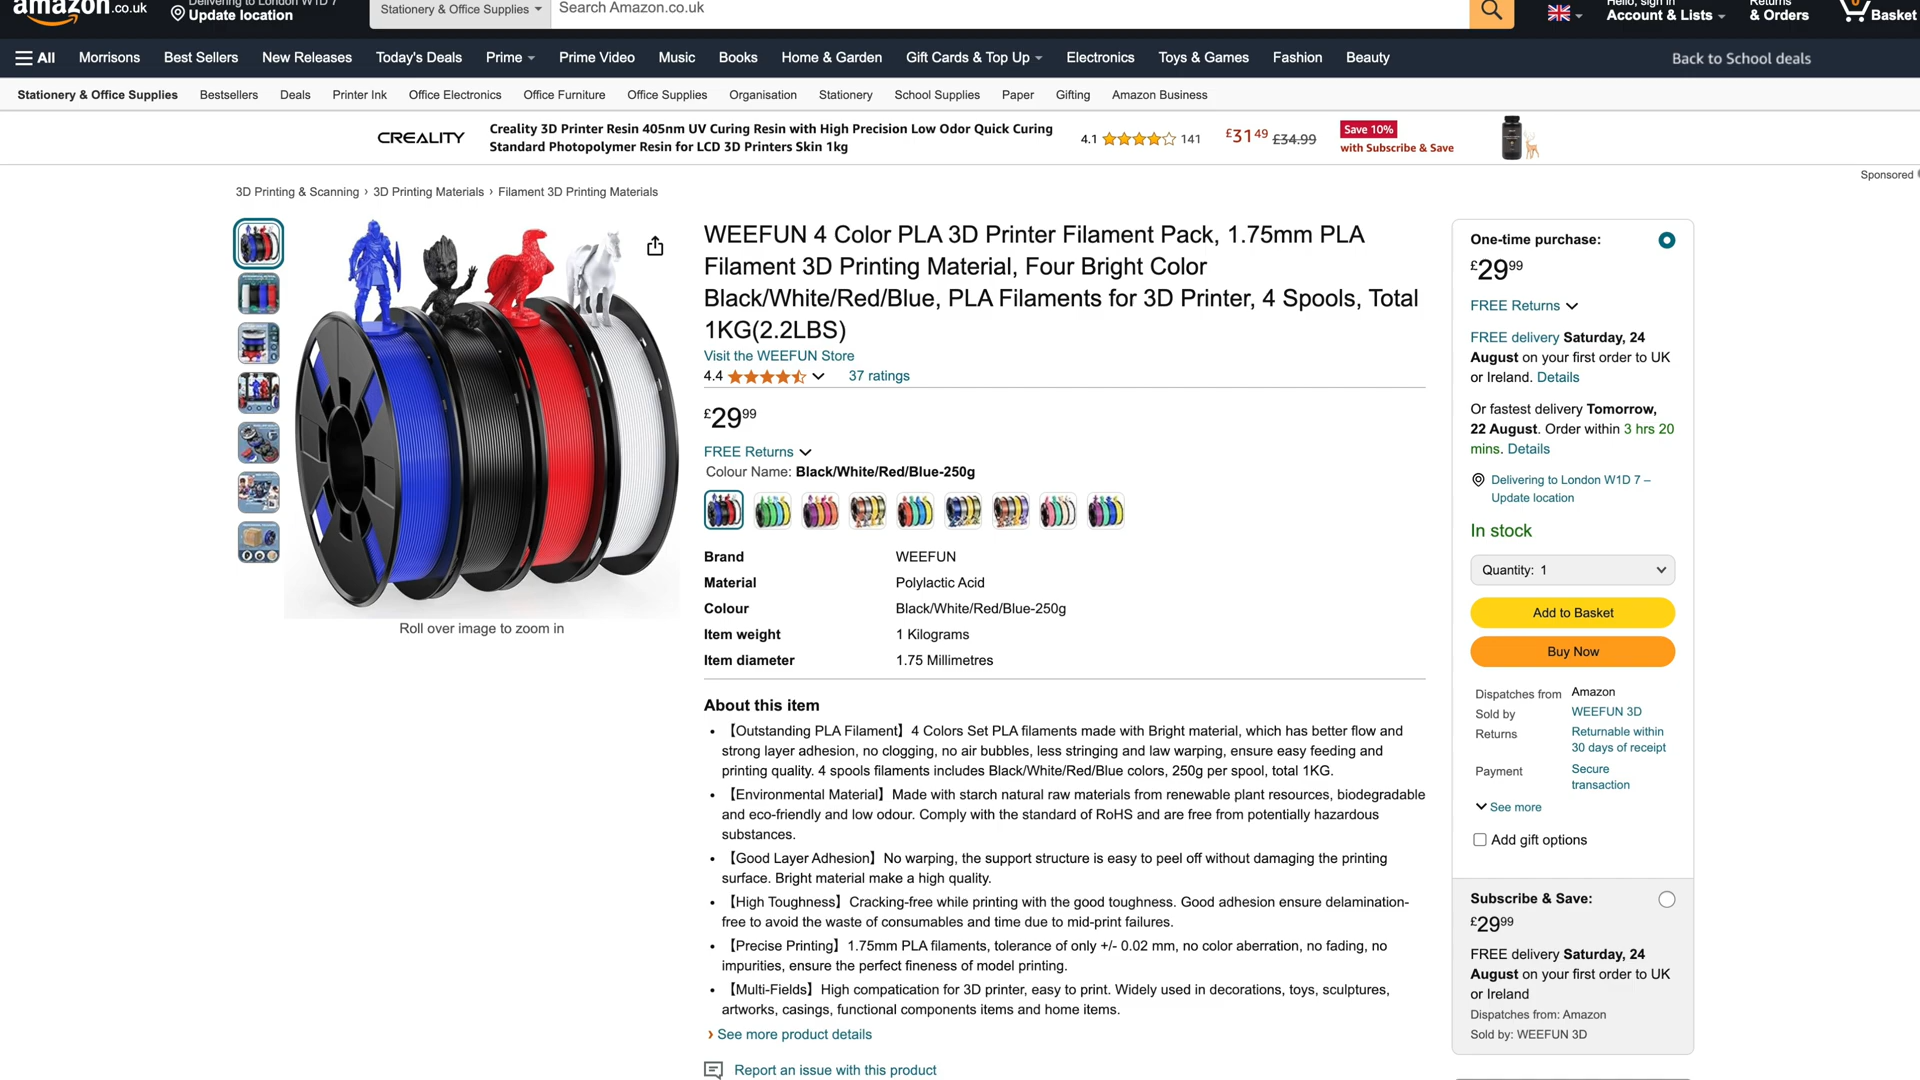 amazon.co.uk
Delivering to London W1D 7
Update location
Stationery & Office Supplies
Search Amazon.co.uk
Hello, sign in
Account & Lists
Returns
& Orders
0
Basket
All
Morrisons
Best Sellers
New Releases
Today's Deals
Prime
Prime Video
Music
Books
Home & Garden
Gift Cards & Top Up
Electronics
Toys & Games
Fashion
Beauty
Back to School deals
Stationery & Office Supplies
Bestsellers
Deals
Printer Ink
Office Electronics
Office Furniture
Office Supplies
Organisation
Stationery
School Supplies
Paper
Gifting
Amazon Business
CREALITY
Creality 3D Printer Resin 405nm UV Curing Resin with High Precision Low Odor Quick Curing
Standard Photopolymer Resin for LCD 3D Printers Skin 1kg
4.1
141
£31 49 £34.99
Save 10%
with Subscribe & Save
Sponsored
3D Printing & Scanning › 3D Printing Materials › Filament 3D Printing Materials
Roll over image to zoom in
WEEFUN 4 Color PLA 3D Printer Filament Pack, 1.75mm PLA
Filament 3D Printing Material, Four Bright Color
Black/White/Red/Blue, PLA Filaments for 3D Printer, 4 Spools, Total
1KG(2.2LBS)
Visit the WEEFUN Store
4.4
37 ratings
£29 99
FREE Returns
Colour Name: Black/White/Red/Blue-250g
Brand WEEFUN
Material Polylactic Acid
Colour Black/White/Red/Blue-250g
Item weight 1 Kilograms
Item diameter 1.75 Millimetres
About this item
• 【Outstanding PLA Filament】4 Colors Set PLA filaments made with Bright material, which has better flow and
strong layer adhesion, no clogging, no air bubbles, less stringing and law warping, ensure easy feeding and
printing quality. 4 spools filaments includes Black/White/Red/Blue colors, 250g per spool, total 1KG.
• 【Environmental Material】Made with starch natural raw materials from renewable plant resources, biodegradable
and eco-friendly and low odour. Comply with the standard of RoHS and are free from potentially hazardous
substances.
• 【Good Layer Adhesion】No warping, the support structure is easy to peel off without damaging the printing
surface. Bright material make a high quality.
• 【High Toughness】Cracking-free while printing with the good toughness. Good adhesion ensure delamination-
free to avoid the waste of consumables and time due to mid-print failures.
• 【Precise Printing】1.75mm PLA filaments, tolerance of only +/- 0.02 mm, no color aberration, no fading, no
impurities, ensure the perfect fineness of model printing.
• 【Multi-Fields】High compatication for 3D printer, easy to print. Widely used in decorations, toys, sculptures,
artworks, casings, functional components items and home items.
› See more product details
Report an issue with this product
One-time purchase:
£29 99
FREE Returns
FREE delivery Saturday, 24
August on your first order to UK
or Ireland. Details
Or fastest delivery Tomorrow,
22 August. Order within 3 hrs 20
mins. Details
Delivering to London W1D 7 –
Update location
In stock
Quantity: 1
Add to Basket
Buy Now
Dispatches from Amazon
Sold by WEEFUN 3D
Returns Returnable within
30 days of receipt
Payment Secure
transaction
See more
Add gift options
Subscribe & Save:
£29 99
FREE delivery Saturday, 24
August on your first order to UK
or Ireland
Dispatches from: Amazon
Sold by: WEEFUN 3D